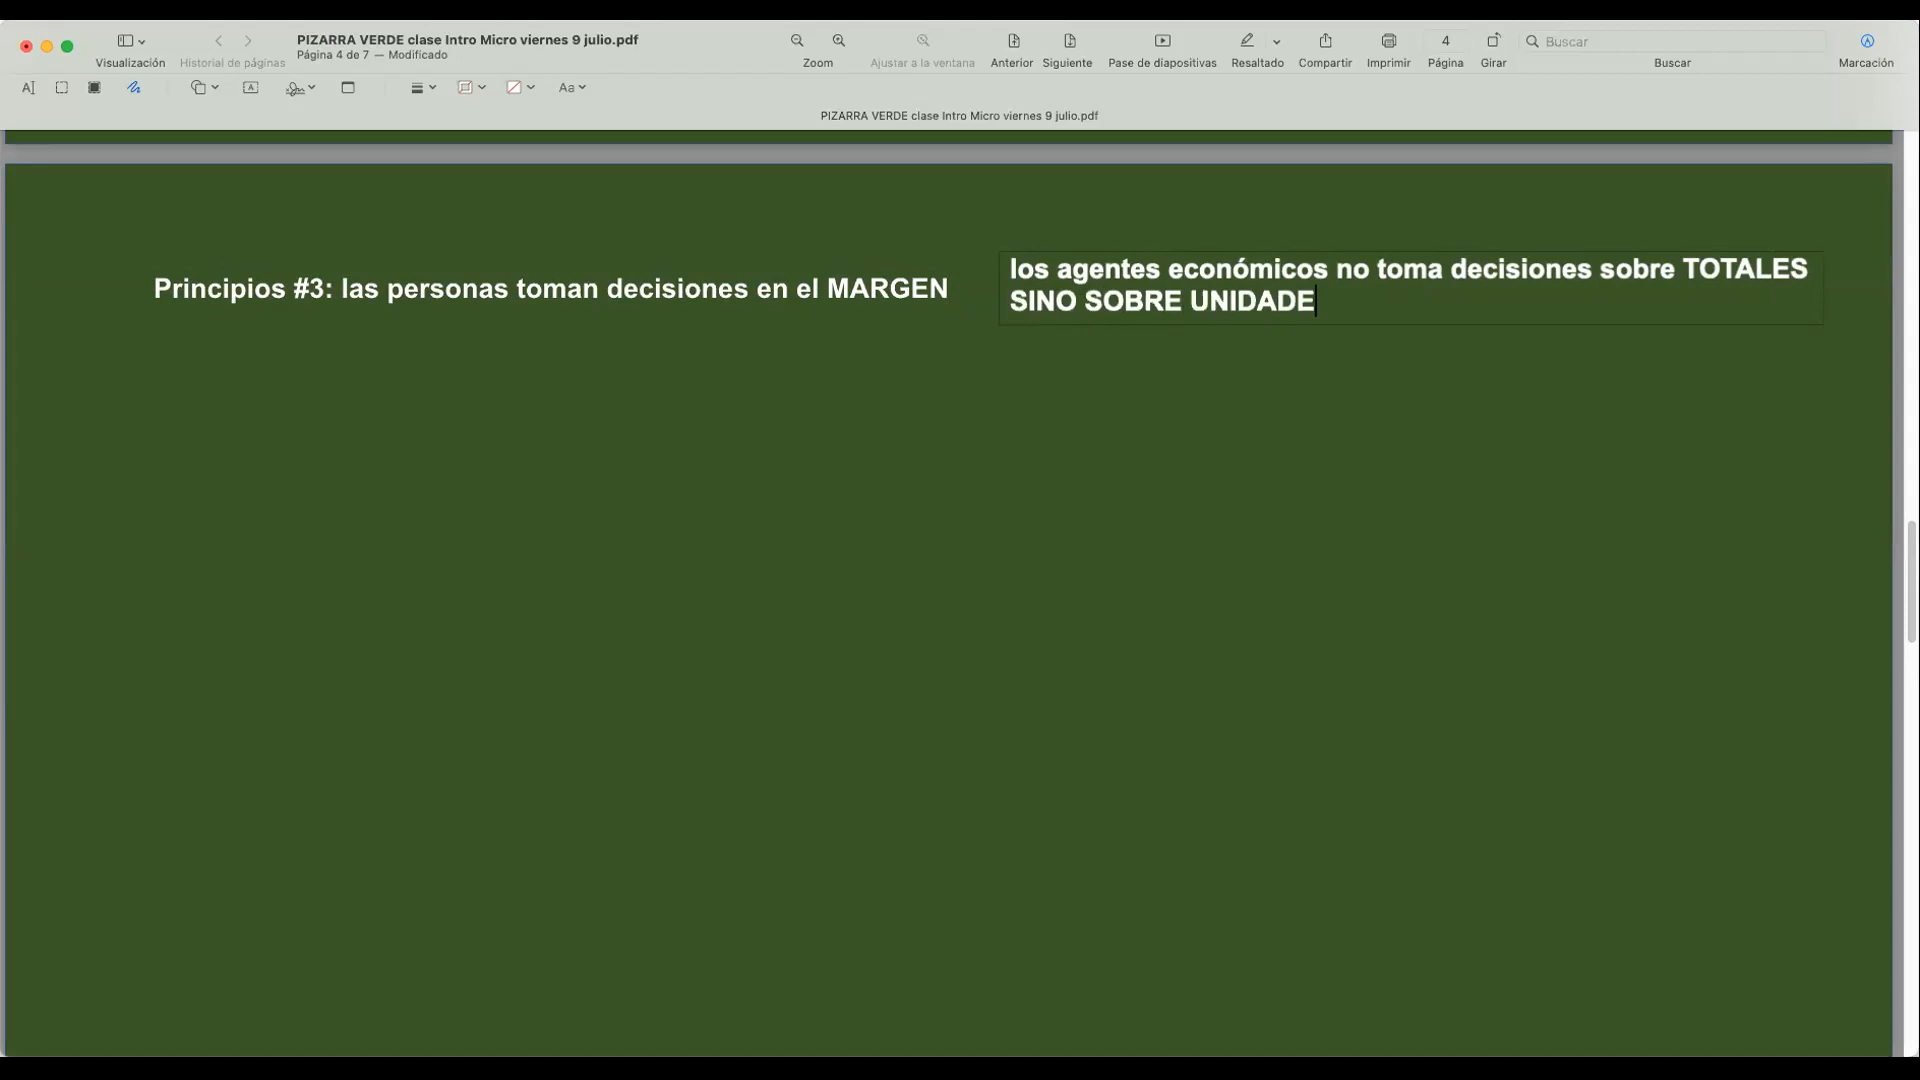 PIZARRA VERDE clase Intro Micro viernes 9 julio.pdf
Página 4 de 7 — Modificado
Visualización
Historial de páginas
Zoom
Ajustar a la ventana
Anterior
Siguiente
Pase de diapositivas
Resaltado
Compartir
Imprimir
4
Página
Girar
Buscar
Buscar
Marcación
A
A
Aa
PIZARRA VERDE clase Intro Micro viernes 9 julio.pdf
Principios #3: las personas toman decisiones en el MARGEN
los agentes económicos no toma decisiones sobre TOTALES
SINO SOBRE UNIDADE